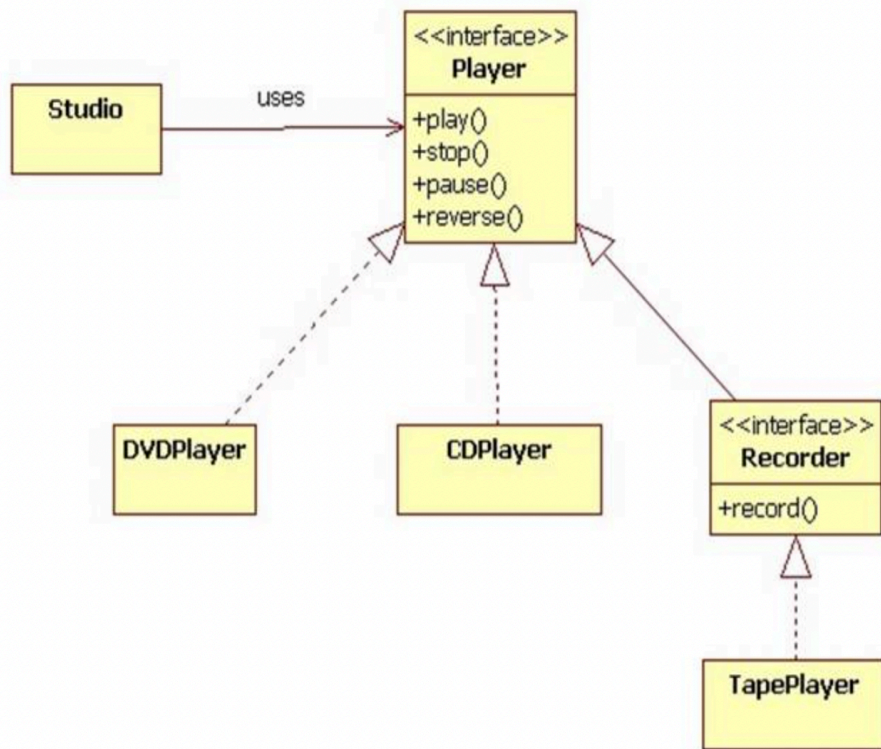 <<interface>>
Player
+play()
+stop()
+pause()
+reverse()
Studio
uses
DVDPlayer
CDPlayer
<<interface>>
Recorder
+record()
TapePlayer